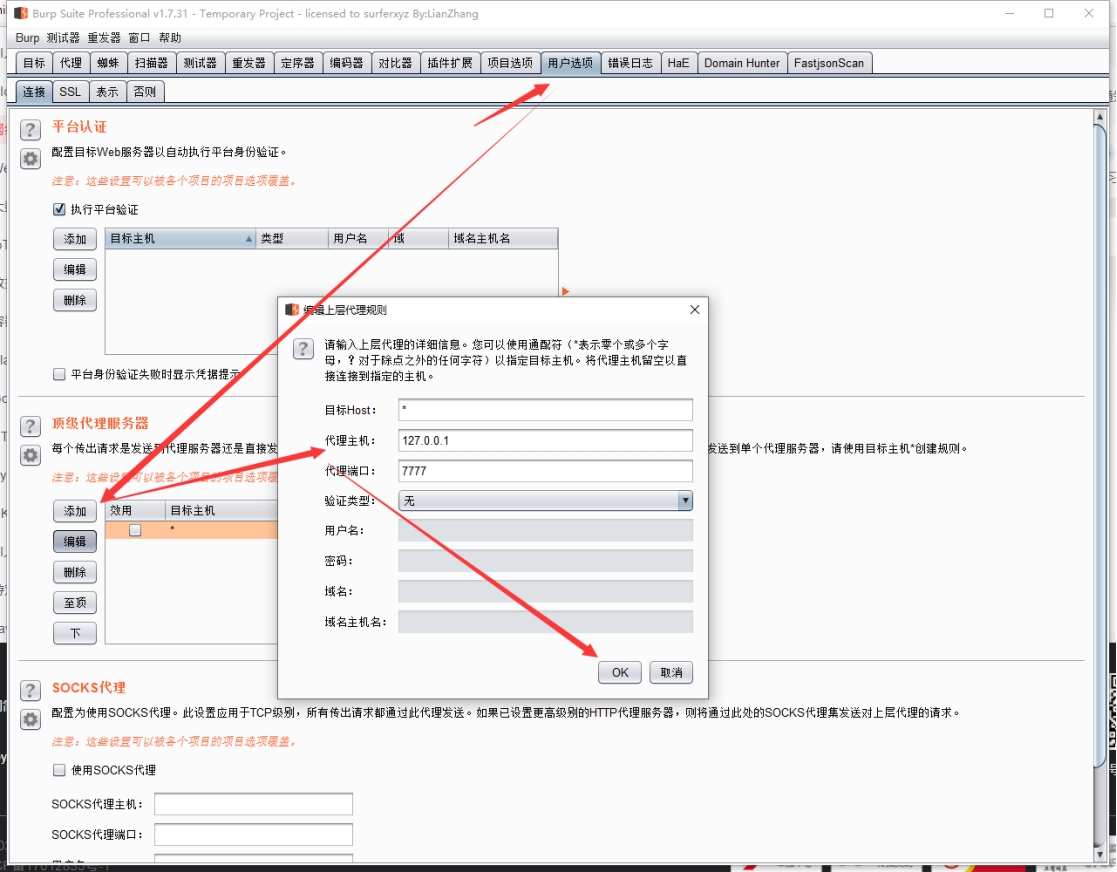 Burp Suite Professional v1.7.31 - Temporary Project - licensed to surferxyz By:LianZhang
Burp 测试器 重发器 窗口 帮助
目标 代理 蜘蛛 扫描器 测试器 重发器 定序器 编码器 对比器 插件扩展 项目选项 用户选项 错误日志 HaE Domain Hunter FastjsonScan
连接 SSL 表示 否则
平台认证
配置目标Web服务器以自动执行平台身份验证。
注意：这些设置可以被各个项目的项目选项覆盖。
执行平台验证
添加 目标主机 类型 用户名 域 域名主机名
编辑
删除
平台身份验证失败时显示凭据提示
编辑上层代理规则
请输入上层代理的详细信息。您可以使用通配符（*表示零个或多个字
母，? 对于除点之外的任何字符）以指定目标主机。将代理主机留空以直
接连接到指定的主机。
目标Host： *
代理主机： 127.0.0.1
代理端口： 7777
验证类型： 无
用户名：
密码：
域名：
域名主机名：
OK 取消
顶级代理服务器
每个传出请求是发送到代理服务器还是直接发 发送到单个代理服务器，请使用目标主机*创建规则。
注意：这些设置可以被各个项目的项目选项覆
添加 效用 目标主机
编辑 *
删除
至顶
下
SOCKS代理
配置为使用SOCKS代理。此设置应用于TCP级别，所有传出请求都通过此代理发送。如果已设置更高级别的HTTP代理服务器，则将通过此处的SOCKS代理集发送对上层代理的请求。
注意：这些设置可以被各个项目的项目选项覆盖。
使用SOCKS代理
SOCKS代理主机：
SOCKS代理端口：